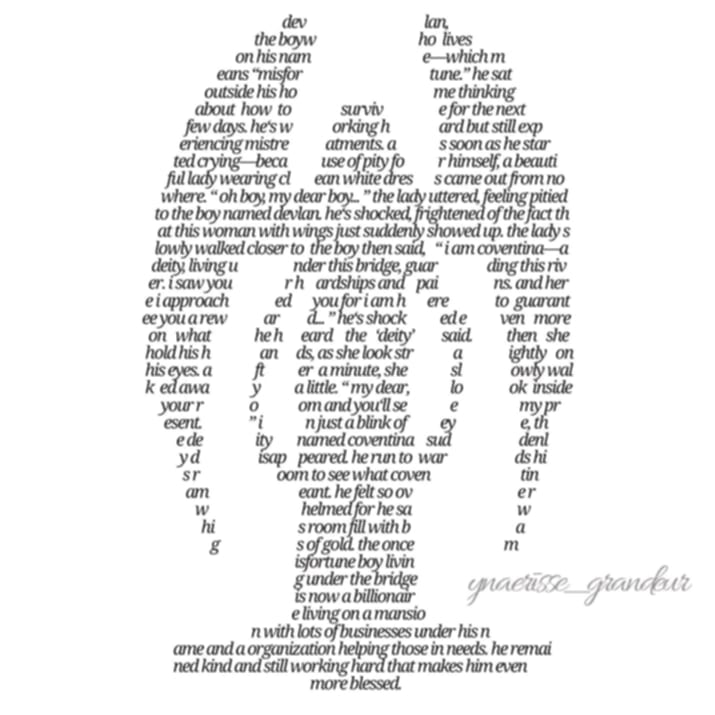 dev lan,
the boyw ho lives
on his nam e—which m
eans “misfor tune.” he sat
outside his ho me thinking
about how to surviv e for the next
few days. he's w orking h ard but still exp
eriencing mistre atments. a s soon as he star
ted crying—beca use of pity fo r himself, a beauti
ful lady wearing cl ean white dres s came out from no
where. “ oh boy, my dear boy... ” the lady uttered, feeling pitied
to the boy named devlan. he's shocked, frightened of the fact th
at this woman with wings just suddenly showed up. the lady s
lowly walked closer to the boy then said, “ i am coventina—a
deity, living u nder this bridge, guar ding this riv
er. i saw you r h ardships and pai ns. and her
e i approach ed you for i am h ere to guarant
ee you a rew ar d... ” he's shock ed e ven more
on what he h eard the ‘deity’ said. then she
hold his h an ds, as she look str a ightly on
his eyes. a ft er a minute, she sl owly wal
k ed awa y a little. “ my dear, lo ok inside
your r o om and you'll se e my pr
esent. ” i n just a blink of ey e, th
e de ity named coventina sud denl
y d isap peared. he run to war ds hi
s r oom to see what coven tin
am eant. he felt so ov e r
w helmed for he sa w
hi s room fill with b a
g s of gold. the once m
isfortune boy livin
g under the bridge
is now a billionair
e living on a mansio
n with lots of businesses under his n
ame and a organization helping those in needs. he remai
ned kind and still working hard that makes him even
more blessed.
ynaerisse_grandeur